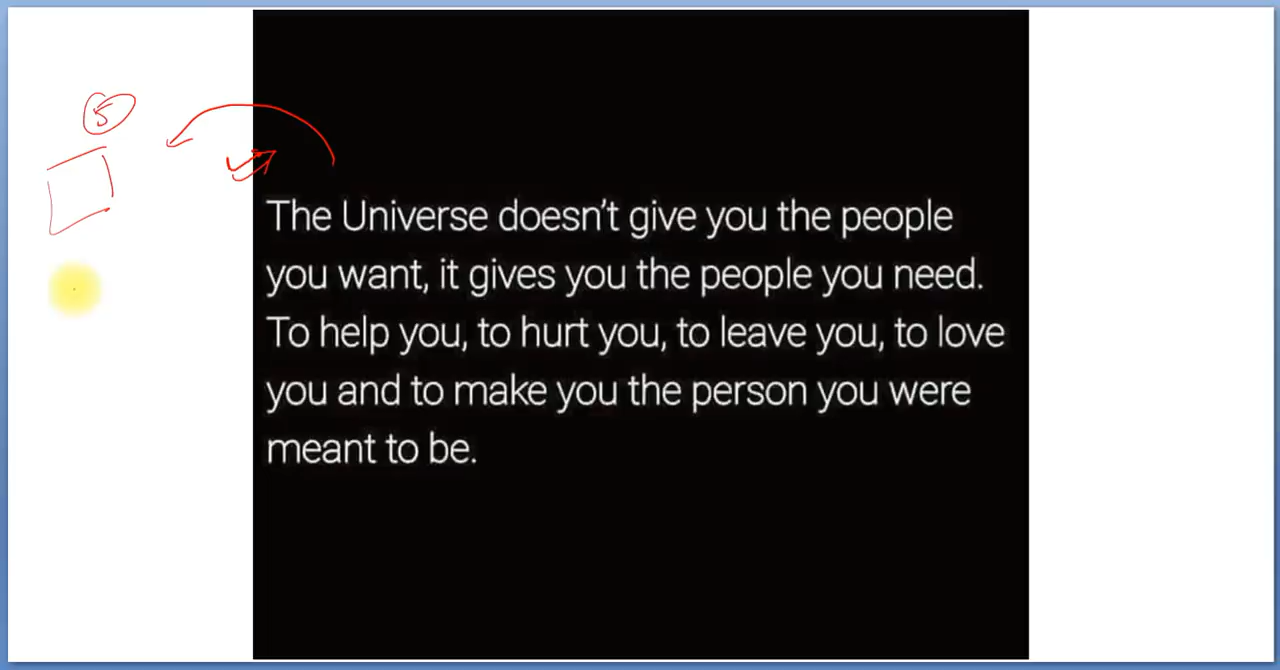 5
The Universe doesn't give you the people
you want, it gives you the people you need.
To help you, to hurt you, to leave you, to love
you and to make you the person you were
meant to be.